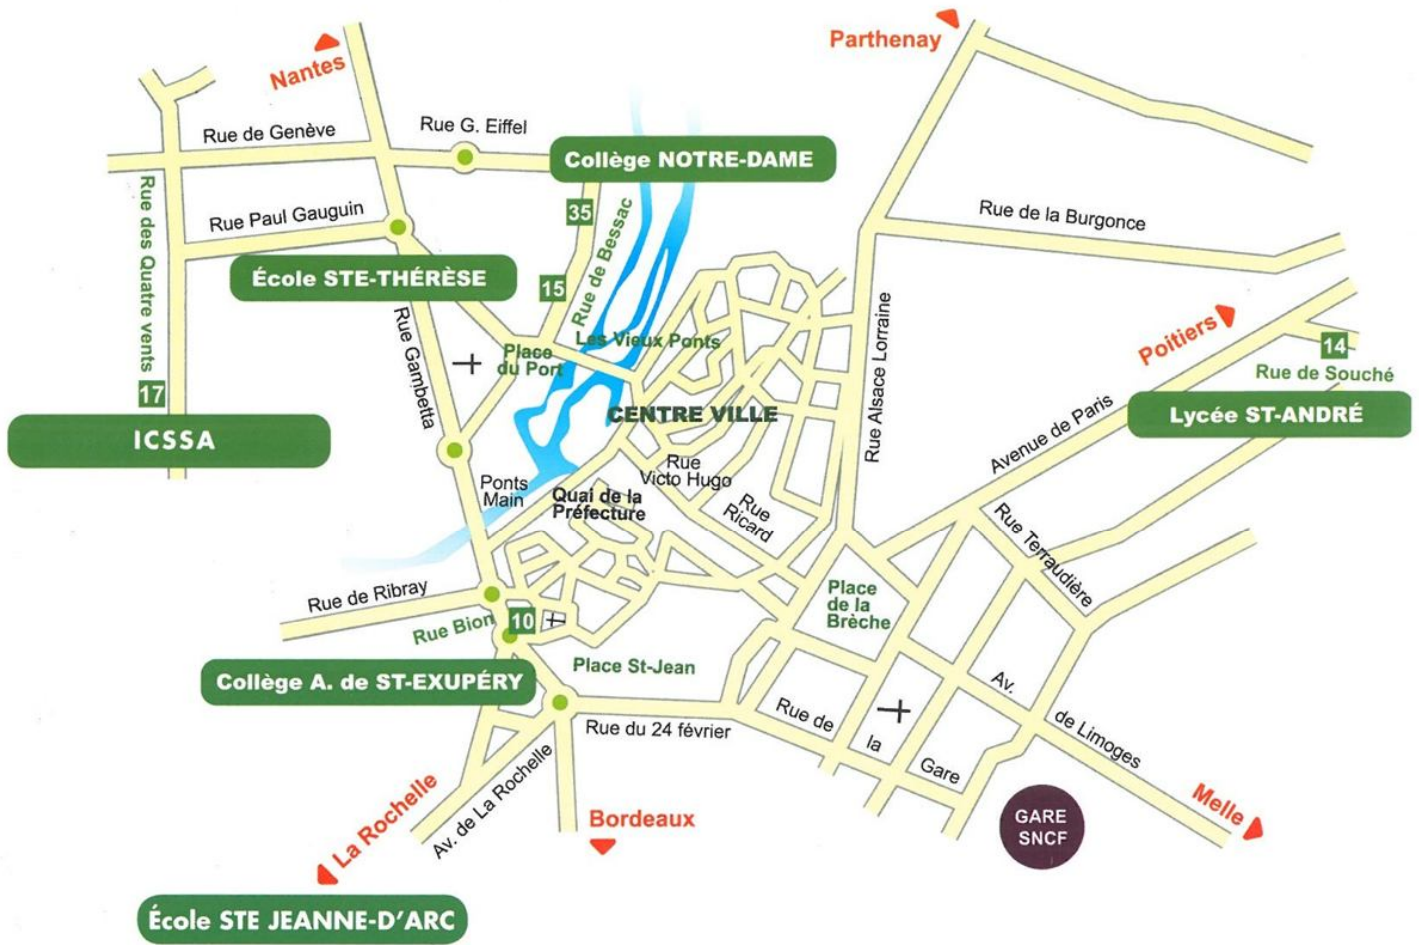 Parthenay
Nantes
Rue G. Eiffel
Rue de Genève
Collège NOTRE-DAME
Rue des Quatre vents
Rue Paul Gauguin
35
Rue de Bessac
Rue de la Burgonce
École STE-THÉRÈSE
15
Rue Gambetta
Les Vieux Ponts
Place
du Port
Rue Alsace Lorraine
Poitiers
14
Rue de Souché
17
ICSSA
CENTRE VILLE
Avenue de Paris
Lycée ST-ANDRÉ
Rue
Victo Hugo
Ponts
Main
Quai de la
Préfecture
Rue
Ricard
Rue Terraudière
Rue de Ribray
Place
de la
Brèche
Rue Bion
10
Collège A. de ST-EXUPÉRY
Place St-Jean
Av.
de Limoges
Rue du 24 février
Rue de
la
Gare
La Rochelle
Av. de La Rochelle
Bordeaux
Melle
GARE
SNCF
École STE JEANNE-D'ARC